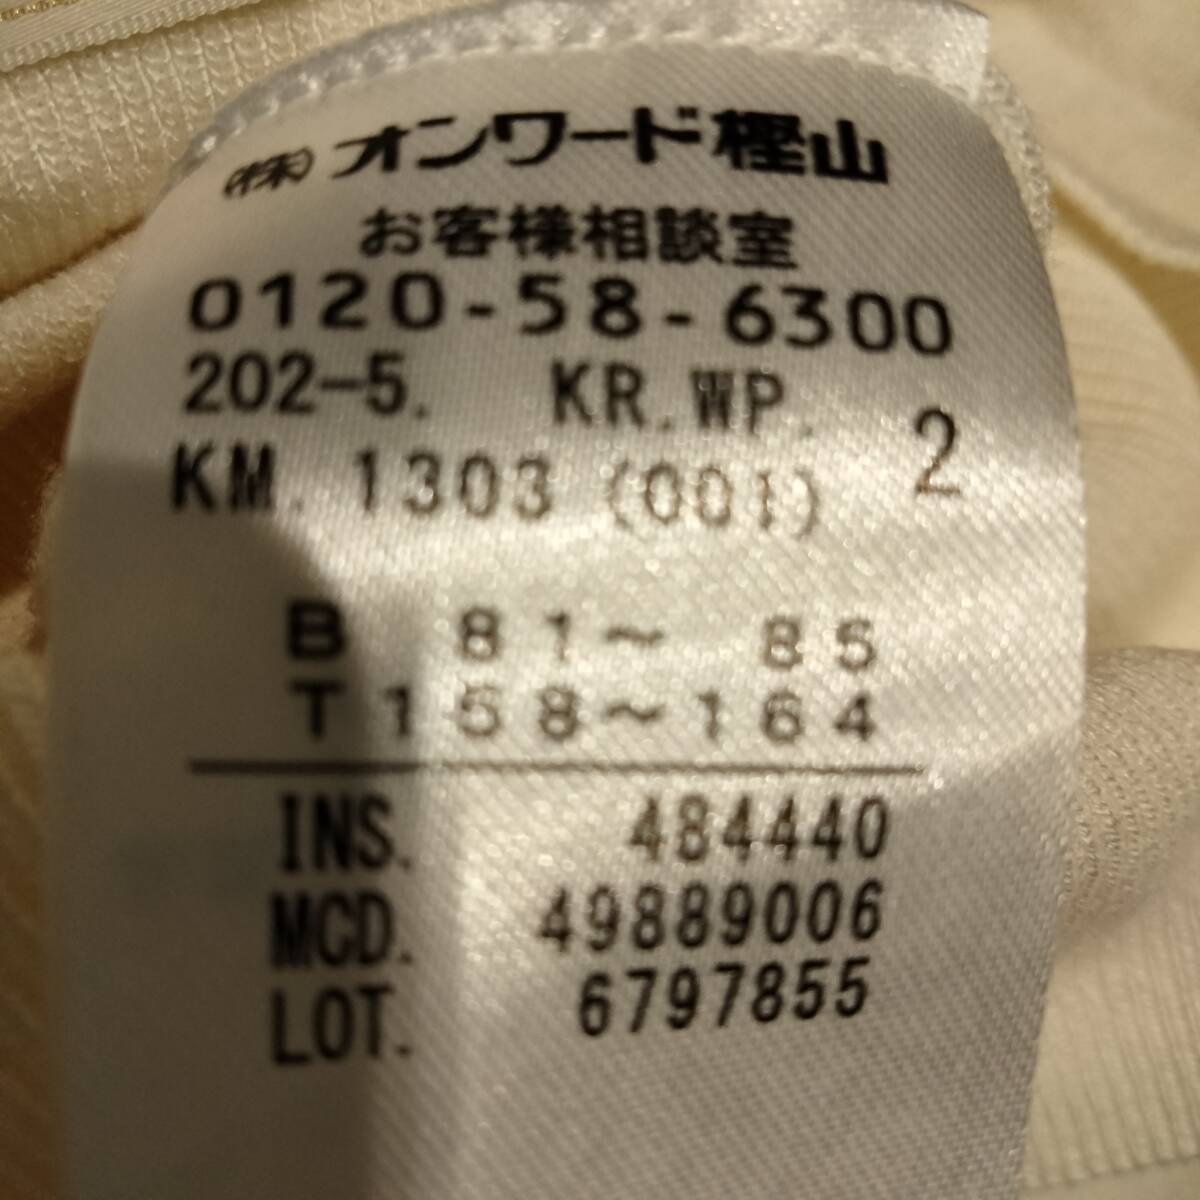 (株)オンワード樫山
お客様相談室
0120-58-6300
202-5. KR.WP. 2
KM. 1303 (001)
B 81~ 85
T158~164
INS. 484440
MCD. 49889006
LOT. 6797855